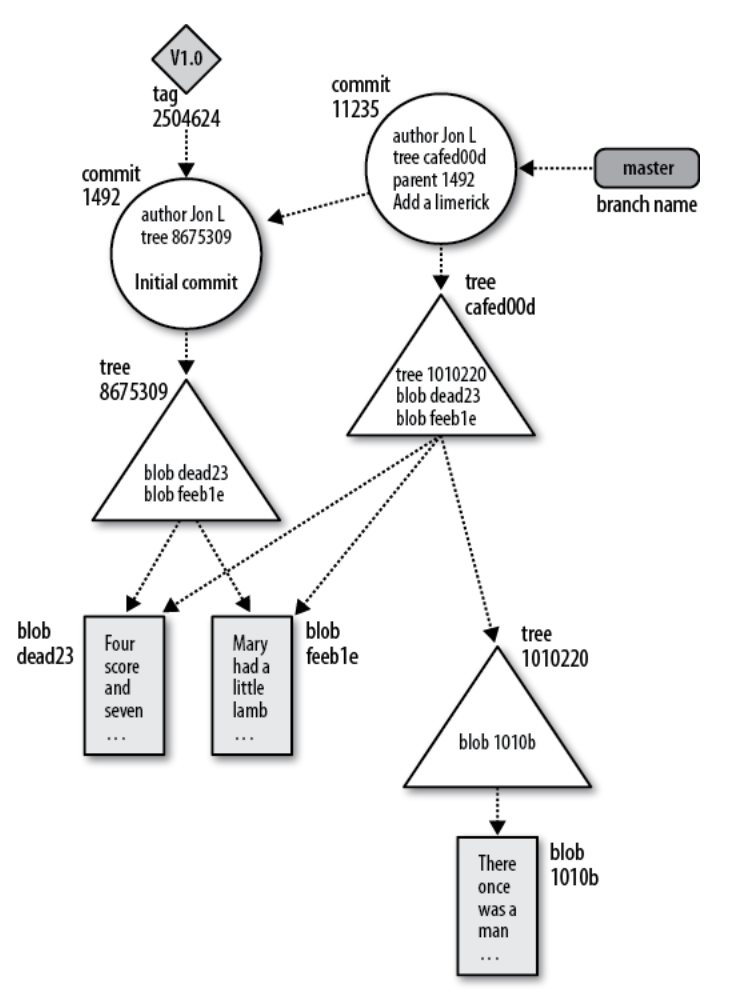 V1.0
tag
2504624
commit
11235
author Jon L
tree cafed00d
parent 1492
Add a limerick
master
branch name
commit
1492
author Jon L
tree 8675309
Initial commit
tree
cafed00d
tree 1010220
blob dead23
blob feeb1e
tree
8675309
blob dead23
blob feeb1e
blob
dead23
Four
score
and
seven
...
Mary
had a
little
lamb
...
blob
feeb1e
tree
1010220
blob 1010b
There
once
was a
man
...
blob
1010b